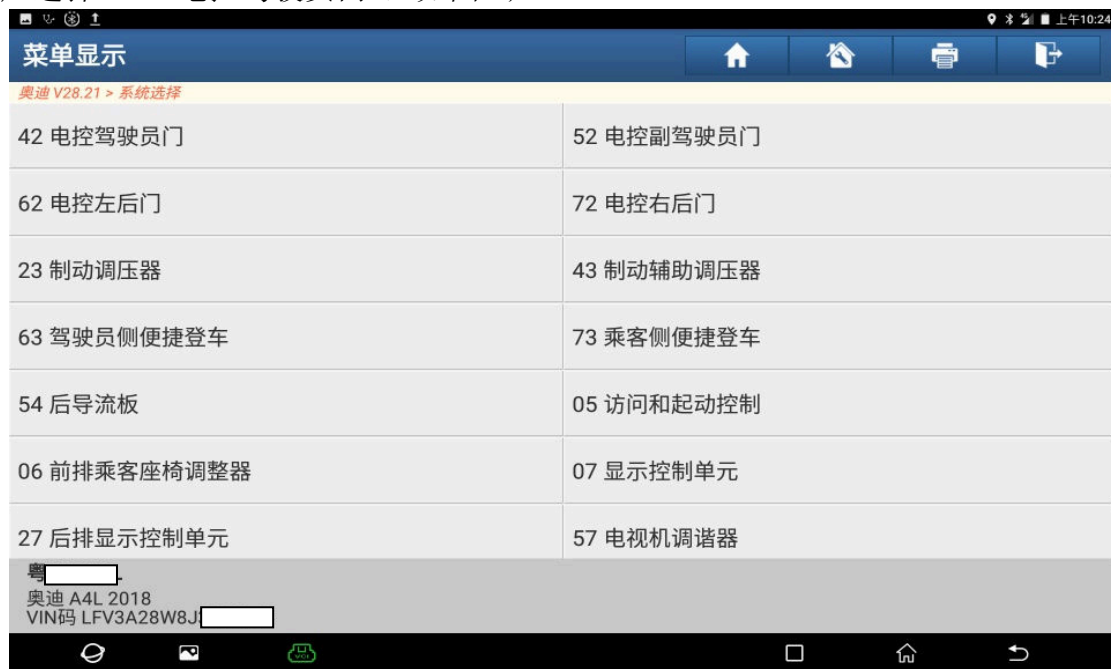 上午10:24
菜单显示
奥迪 V28.21 > 系统选择
42 电控驾驶员门
52 电控副驾驶员门
62 电控左后门
72 电控右后门
23 制动调压器
43 制动辅助调压器
63 驾驶员侧便捷登车
73 乘客侧便捷登车
54 后导流板
05 访问和起动控制
06 前排乘客座椅调整器
07 显示控制单元
27 后排显示控制单元
57 电视机调谐器
粤
奥迪 A4L 2018
VIN码 LFV3A28W8J
VCI